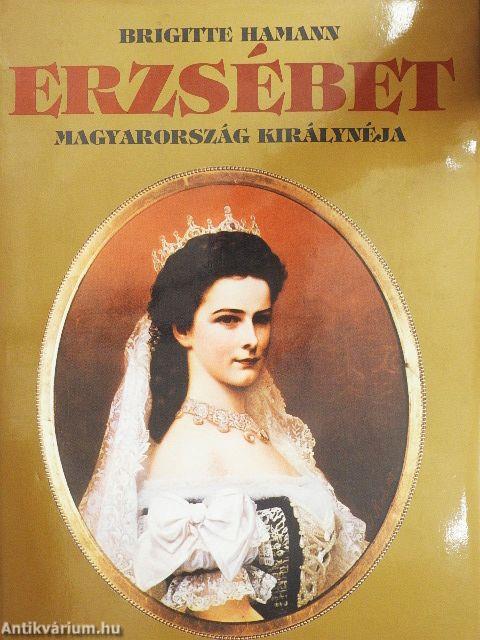 BRIGITTE HAMANN
ERZSÉBET
MAGYARORSZÁG KIRÁLYNÉJA
Antikvárium.hu